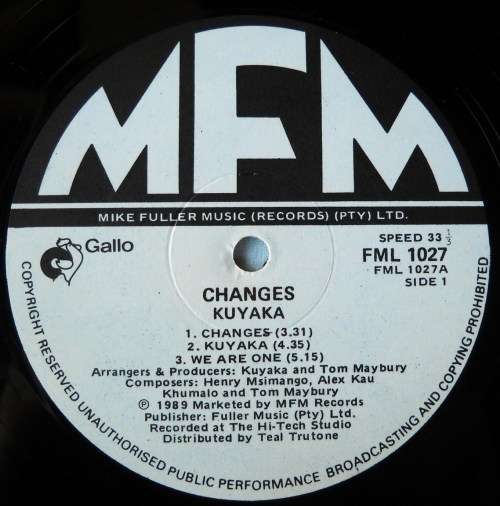 MFM
MIKE FULLER MUSIC (RECORDS) (PTY) LTD.
Gallo
SPEED 33 1/3
FML 1027
FML 1027A
SIDE 1
CHANGES
KUYAKA
1. CHANGES (3.31)
2. KUYAKA (4.35)
3. WE ARE ONE (5.15)
Arrangers & Producers: Kuyaka and Tom Maybury
Composers: Henry Msimango, Alex Kau
Khumalo and Tom Maybury
℗ 1989 Marketed by MFM Records
Publisher: Fuller Music (Pty) Ltd.
Recorded at The Hi-Tech Studio
Distributed by Teal Trutone
COPYRIGHT RESERVED UNAUTHORISED PUBLIC PERFORMANCE BROADCASTING AND COPYING PROHIBITED